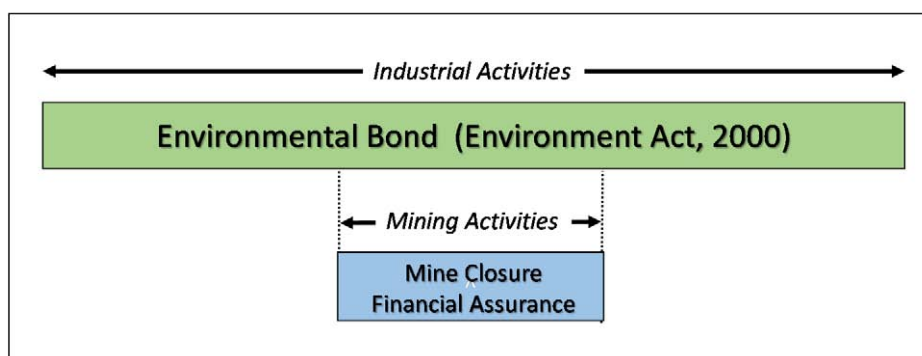 Industrial Activities
Environmental Bond (Environment Act, 2000)
Mining Activities
Mine Closure
Financial Assurance